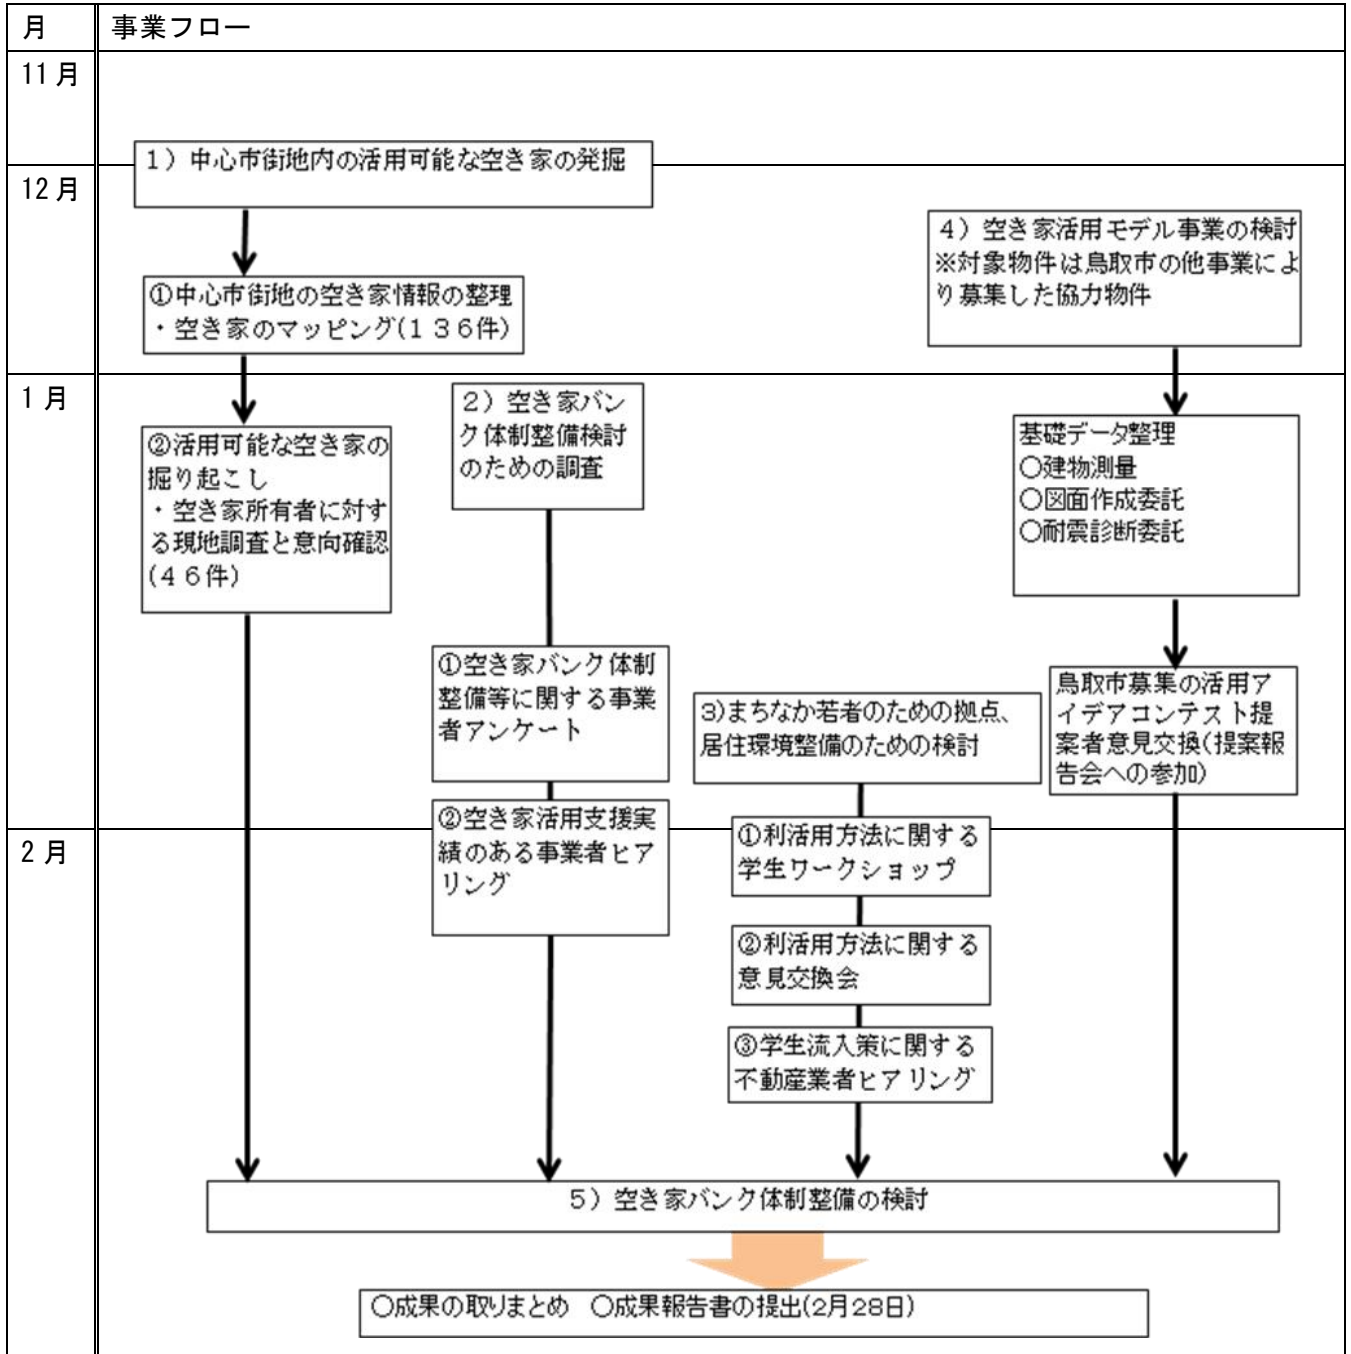 月
事業フロー
11月
1）中心市街地内の活用可能な空き家の発掘
12月
4）空き家活用モデル事業の検討
※対象物件は鳥取市の他事業によ
り募集した協力物件
①中心市街地の空き家情報の整理
・空き家のマッピング(136件)
1月
2）空き家バン
ク体制整備検討
のための調査
②活用可能な空き家の
掘り起こし
・空き家所有者に対す
る現地調査と意向確認
(46件)
基礎データ整理
○建物測量
○図面作成委託
○耐震診断委託
①空き家バンク体制
整備等に関する事業
者アンケート
3)まちなか若者のための拠点、
居住環境整備のための検討
鳥取市募集の活用ア
イデアコンテスト提
案者意見交換(提案報
告会への参加)
②空き家活用支援実
績のある事業者ヒア
リング
2月
①利活用方法に関する
学生ワークショップ
②利活用方法に関する
意見交換会
③学生流入策に関する
不動産業者ヒアリング
5）空き家バンク体制整備の検討
○成果の取りまとめ　○成果報告書の提出(2月28日)